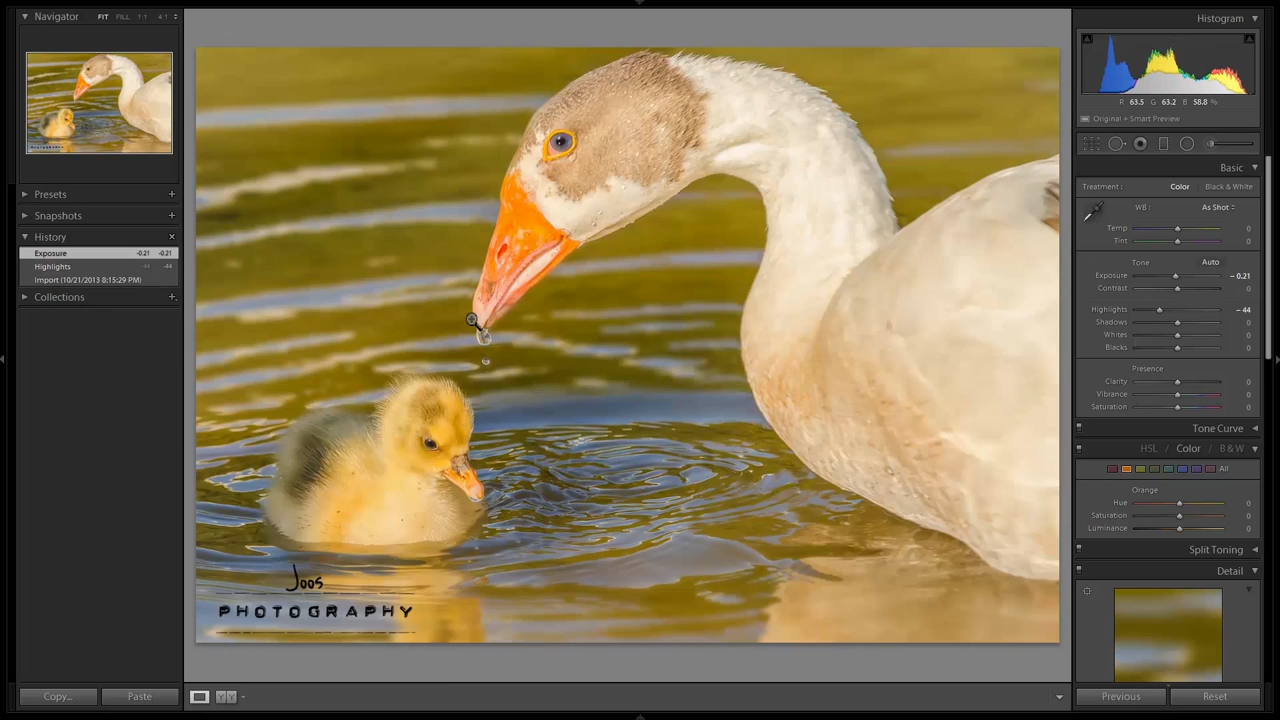 Navigator FIT FILL 1:1 4:1
Presets
Snapshots
History
Exposure -0.21 -0.21
Highlights -44 -44
Import (10/21/2013 8:15:29 PM)
Collections
Copy... Paste
Joos
PHOTOGRAPHY
Histogram
R 63.5 G 63.2 B 58.8 %
Original + Smart Preview
Basic
Treatment : Color Black & White
WB : As Shot
Temp 0
Tint 0
Tone Auto
Exposure - 0.21
Contrast 0
Highlights - 44
Shadows 0
Whites 0
Blacks 0
Presence
Clarity 0
Vibrance 0
Saturation 0
Tone Curve
HSL / Color / B & W
All
Orange
Hue 0
Saturation 0
Luminance 0
Split Toning
Detail
Previous Reset